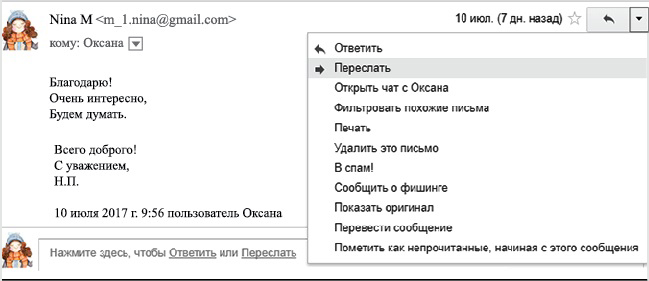 Nina M <m_1.nina@gmail.com>
10 июл. (7 дн. назад)
кому: Оксана
Ответить
Переслать
Открыть чат с Оксана
Фильтровать похожие письма
Печать
Удалить это письмо
В спам!
Сообщить о фишинге
Показать оригинал
Перевести сообщение
Пометить как непрочитанные, начиная с этого сообщения
Благодарю!
Очень интересно,
Будем думать.
Всего доброго!
С уважением,
Н.П.
10 июля 2017 г. 9:56 пользователь Оксана
Нажмите здесь, чтобы Ответить или Переслать